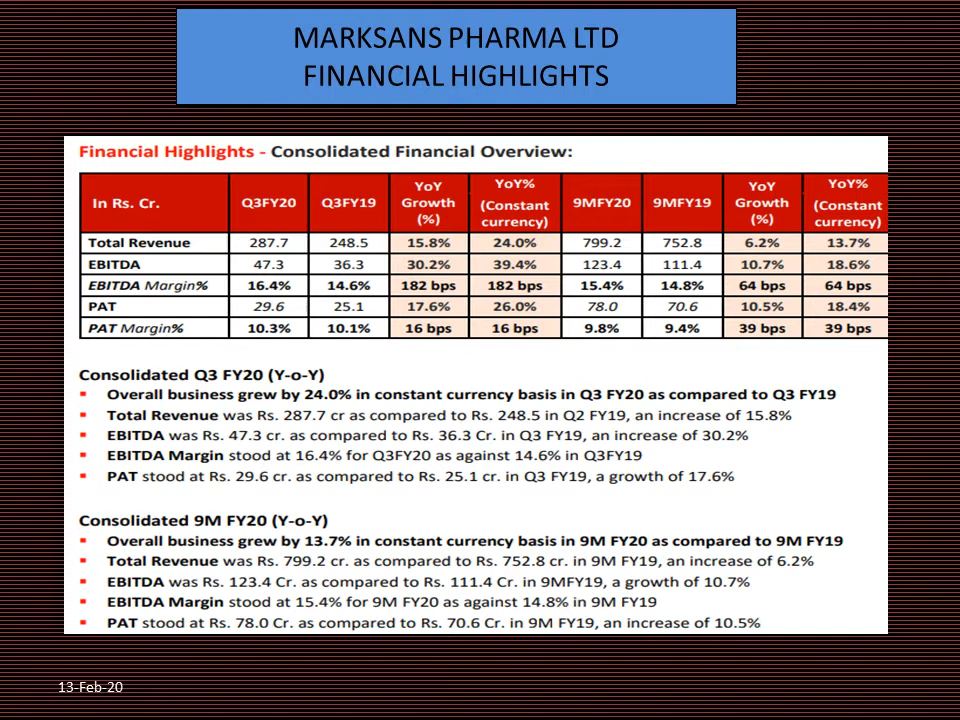 MARKSANS PHARMA LTD
FINANCIAL HIGHLIGHTS
Financial Highlights - Consolidated Financial Overview:
In Rs. Cr. Q3FY20 Q3FY19 YoY Growth (%) YoY% (Constant currency) 9MFY20 9MFY19 YoY Growth (%) YoY% (Constant currency)
Total Revenue 287.7 248.5 15.8% 24.0% 799.2 752.8 6.2% 13.7%
EBITDA 47.3 36.3 30.2% 39.4% 123.4 111.4 10.7% 18.6%
EBITDA Margin% 16.4% 14.6% 182 bps 182 bps 15.4% 14.8% 64 bps 64 bps
PAT 29.6 25.1 17.6% 26.0% 78.0 70.6 10.5% 18.4%
PAT Margin% 10.3% 10.1% 16 bps 16 bps 9.8% 9.4% 39 bps 39 bps
Consolidated Q3 FY20 (Y-o-Y)
▪ Overall business grew by 24.0% in constant currency basis in Q3 FY20 as compared to Q3 FY19
▪ Total Revenue was Rs. 287.7 cr as compared to Rs. 248.5 in Q2 FY19, an increase of 15.8%
▪ EBITDA was Rs. 47.3 cr. as compared to Rs. 36.3 Cr. in Q3 FY19, an increase of 30.2%
▪ EBITDA Margin stood at 16.4% for Q3FY20 as against 14.6% in Q3FY19
▪ PAT stood at Rs. 29.6 cr. as compared to Rs. 25.1 cr. in Q3 FY19, a growth of 17.6%
Consolidated 9M FY20 (Y-o-Y)
▪ Overall business grew by 13.7% in constant currency basis in 9M FY20 as compared to 9M FY19
▪ Total Revenue was Rs. 799.2 cr. as compared to Rs. 752.8 cr. in 9M FY19, an increase of 6.2%
▪ EBITDA was Rs. 123.4 Cr. as compared to Rs. 111.4 Cr. in 9MFY19, a growth of 10.7%
▪ EBITDA Margin stood at 15.4% for 9M FY20 as against 14.8% in 9M FY19
▪ PAT stood at Rs. 78.0 Cr. as compared to Rs. 70.6 Cr. in 9M FY19, an increase of 10.5%
13-Feb-20